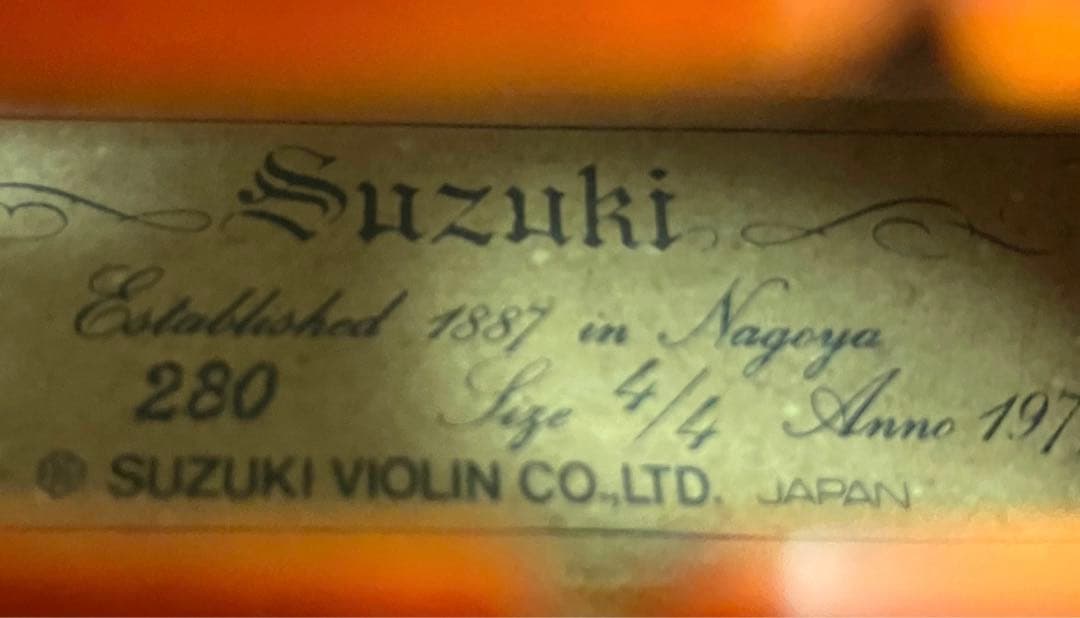 Suzuki
Established 1887 in Nagoya
280 Size 4/4 Anno 197
SUZUKI VIOLIN CO.,LTD. JAPAN